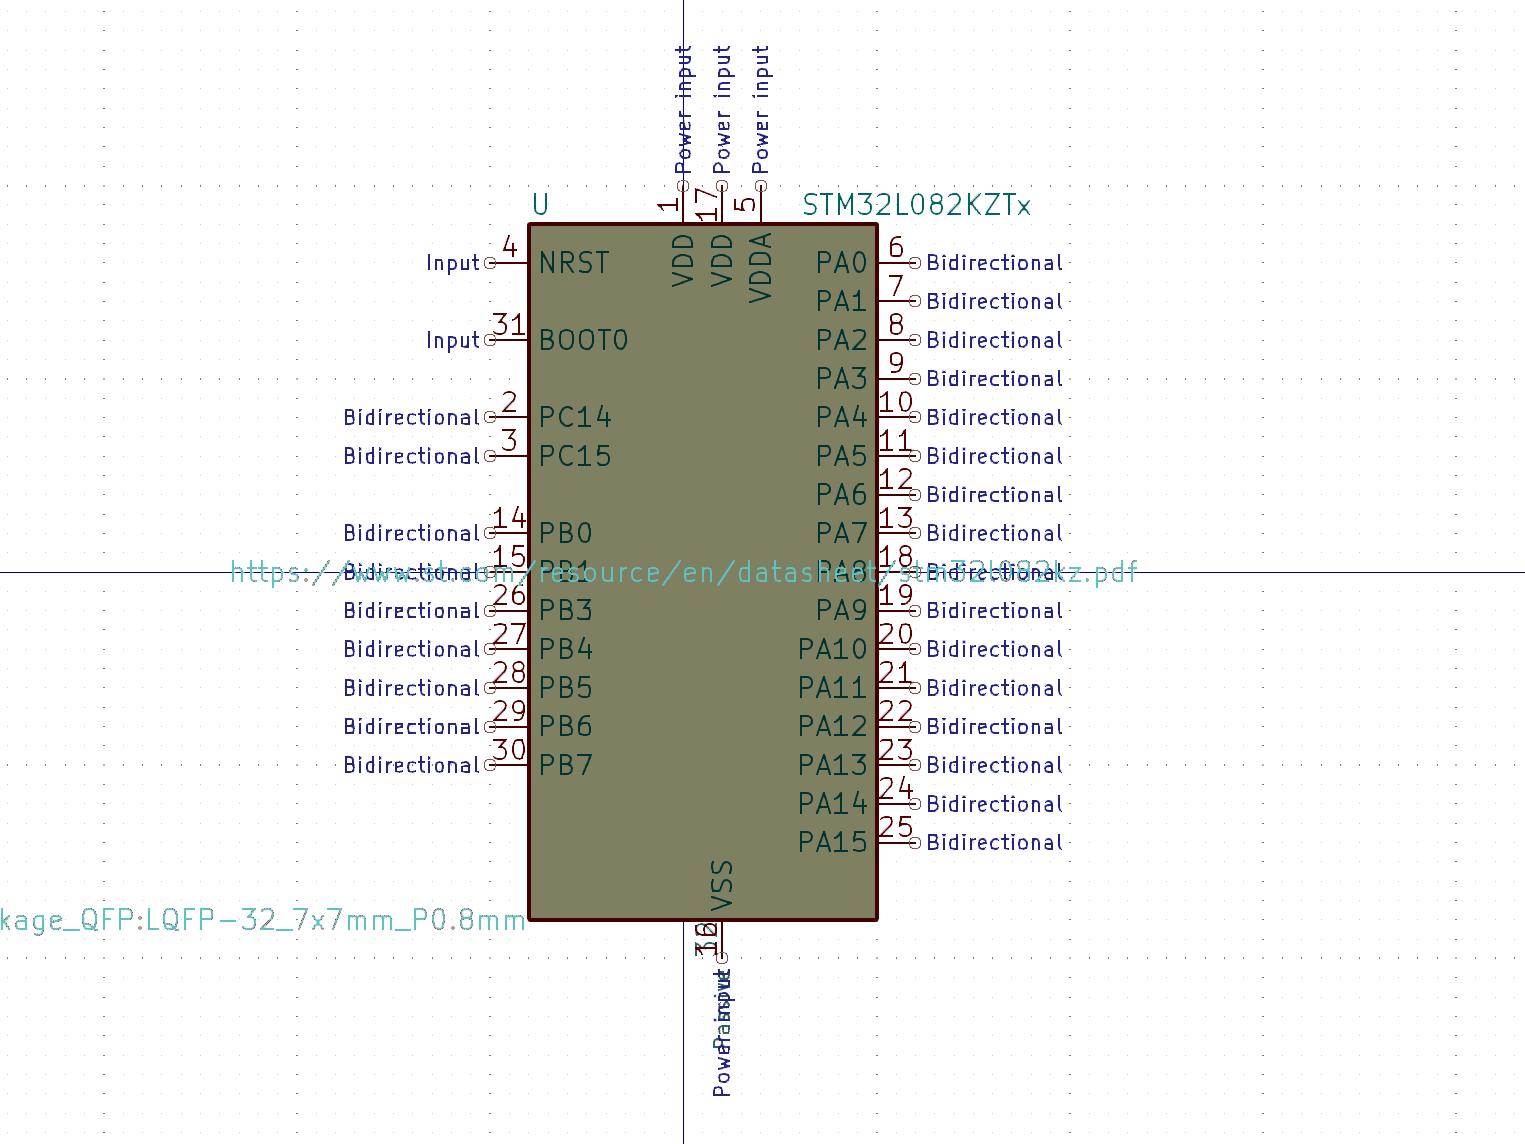 Power input
Power input
Power input
1
17
5
U
STM32L082KZTx
VDD
VDD
VDDA
Input 4 NRST
PA0 6 Bidirectional
PA1 7 Bidirectional
Input 31 BOOT0
PA2 8 Bidirectional
PA3 9 Bidirectional
Bidirectional 2 PC14
PA4 10 Bidirectional
Bidirectional 3 PC15
PA5 11 Bidirectional
PA6 12 Bidirectional
Bidirectional 14 PB0
PA7 13 Bidirectional
Bidirectional 15 PB1
PA8 18 Bidirectional
https://www.st.com/resource/en/datasheet/stm32l082kz.pdf
Bidirectional 26 PB3
PA9 19 Bidirectional
Bidirectional 27 PB4
PA10 20 Bidirectional
Bidirectional 28 PB5
PA11 21 Bidirectional
Bidirectional 29 PB6
PA12 22 Bidirectional
Bidirectional 30 PB7
PA13 23 Bidirectional
PA14 24 Bidirectional
PA15 25 Bidirectional
VSS
kage_QFP:LQFP-32_7x7mm_P0.8mm
16
32
Power input
Passive